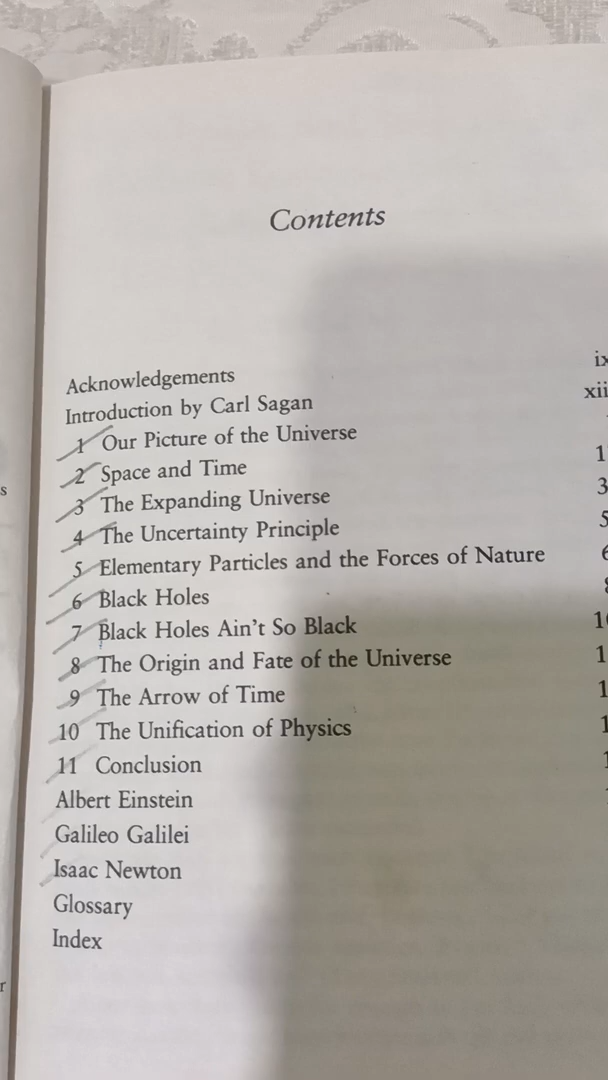 Contents
Acknowledgements ix
Introduction by Carl Sagan xii
1 Our Picture of the Universe
2 Space and Time
3 The Expanding Universe
4 The Uncertainty Principle
5 Elementary Particles and the Forces of Nature
6 Black Holes
7 Black Holes Ain't So Black
8 The Origin and Fate of the Universe
9 The Arrow of Time
10 The Unification of Physics
11 Conclusion
Albert Einstein
Galileo Galilei
Isaac Newton
Glossary
Index